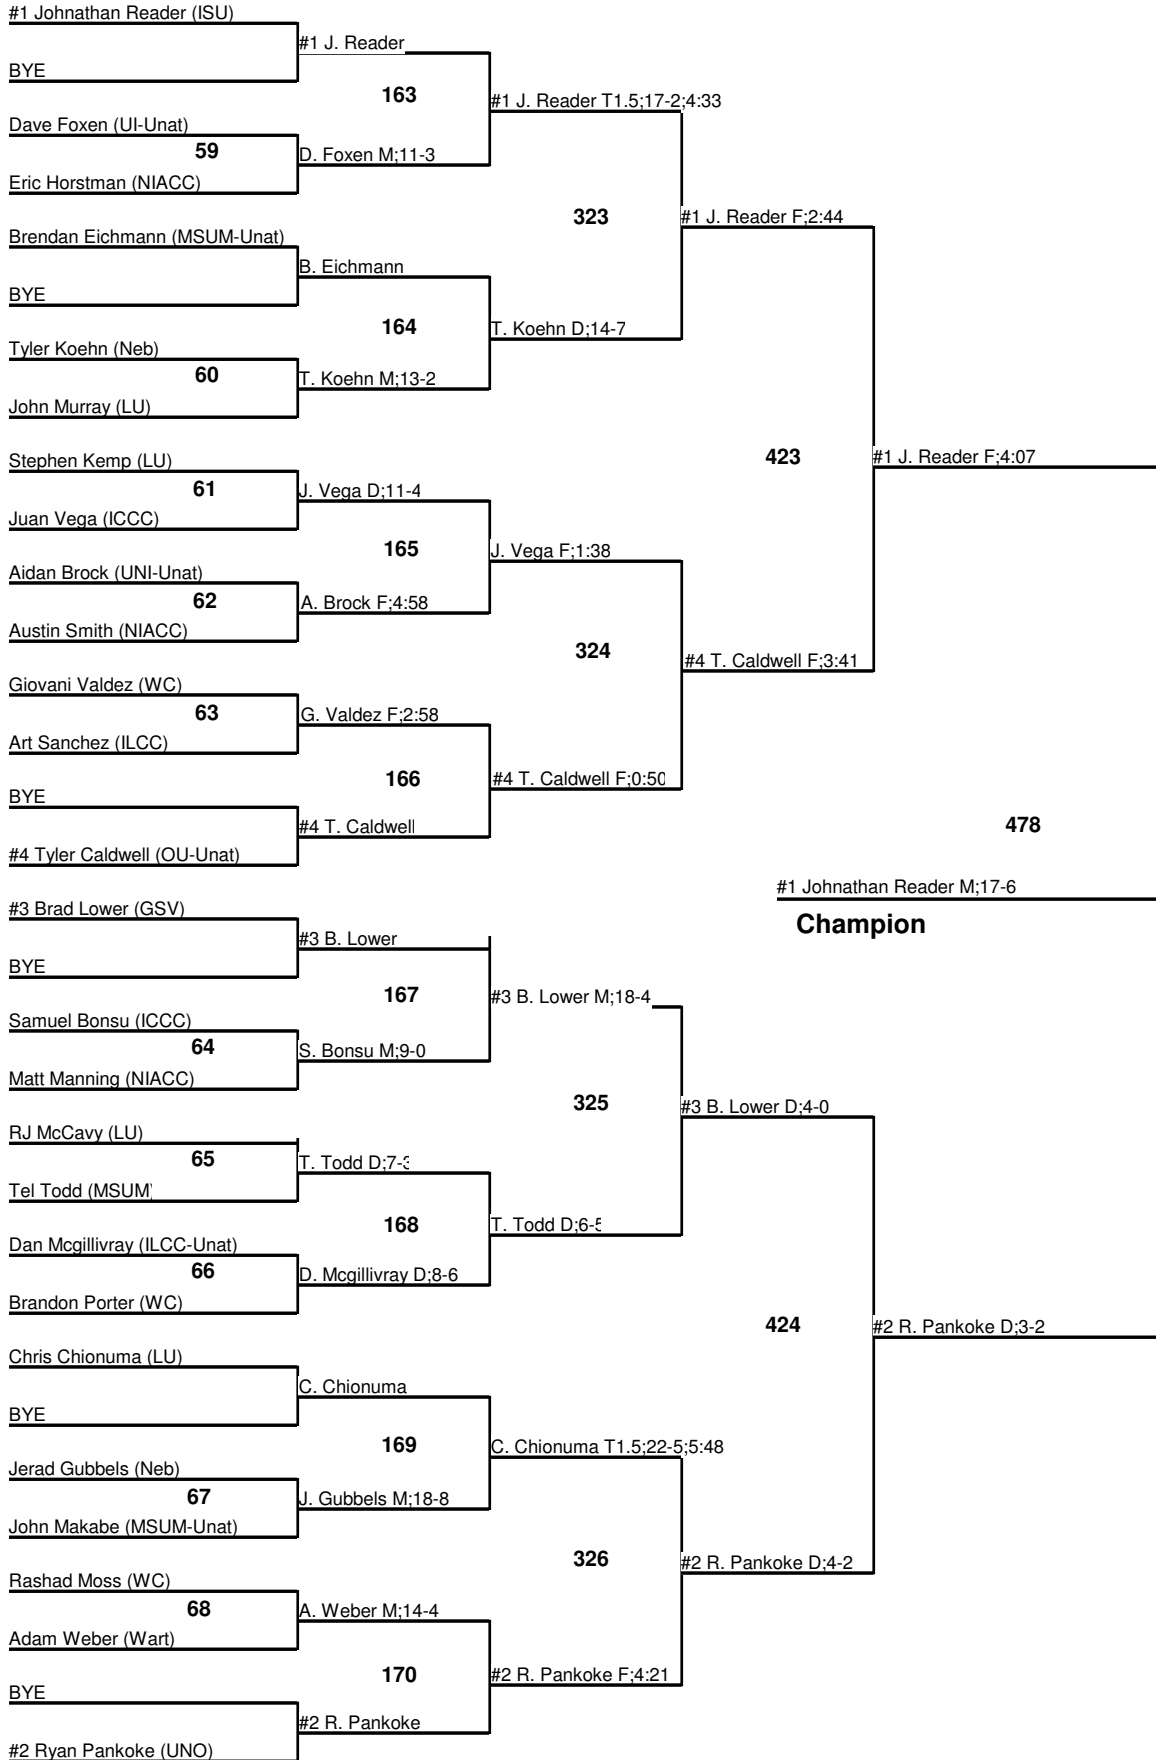 #1 Johnathan Reader (ISU)
#1 J. Reader
BYE
163
#1 J. Reader T1.5;17-2;4:33
Dave Foxen (UI-Unat)
59
D. Foxen M;11-3
Eric Horstman (NIACC)
323
#1 J. Reader F;2:44
Brendan Eichmann (MSUM-Unat)
B. Eichmann
BYE
164
T. Koehn D;14-7
Tyler Koehn (Neb)
60
T. Koehn M;13-2
John Murray (LU)
423
#1 J. Reader F;4:07
Stephen Kemp (LU)
61
J. Vega D;11-4
Juan Vega (ICCC)
165
J. Vega F;1:38
Aidan Brock (UNI-Unat)
62
A. Brock F;4:58
Austin Smith (NIACC)
324
#4 T. Caldwell F;3:41
Giovani Valdez (WC)
63
G. Valdez F;2:58
Art Sanchez (ILCC)
166
#4 T. Caldwell F;0:50
BYE
#4 T. Caldwell
478
#4 Tyler Caldwell (OU-Unat)
#1 Johnathan Reader M;17-6
Champion
#3 Brad Lower (GSV)
#3 B. Lower
BYE
167
#3 B. Lower M;18-4
Samuel Bonsu (ICCC)
64
S. Bonsu M;9-0
Matt Manning (NIACC)
325
#3 B. Lower D;4-0
RJ McCavy (LU)
65
T. Todd D;7-3
Tel Todd (MSUM)
168
T. Todd D;6-5
Dan Mcgillivray (ILCC-Unat)
66
D. Mcgillivray D;8-6
Brandon Porter (WC)
424
#2 R. Pankoke D;3-2
Chris Chionuma (LU)
C. Chionuma
BYE
169
C. Chionuma T1.5;22-5;5:48
Jerad Gubbels (Neb)
67
J. Gubbels M;18-8
John Makabe (MSUM-Unat)
326
#2 R. Pankoke D;4-2
Rashad Moss (WC)
68
A. Weber M;14-4
Adam Weber (Wart)
170
#2 R. Pankoke F;4:21
BYE
#2 R. Pankoke
#2 Ryan Pankoke (UNO)